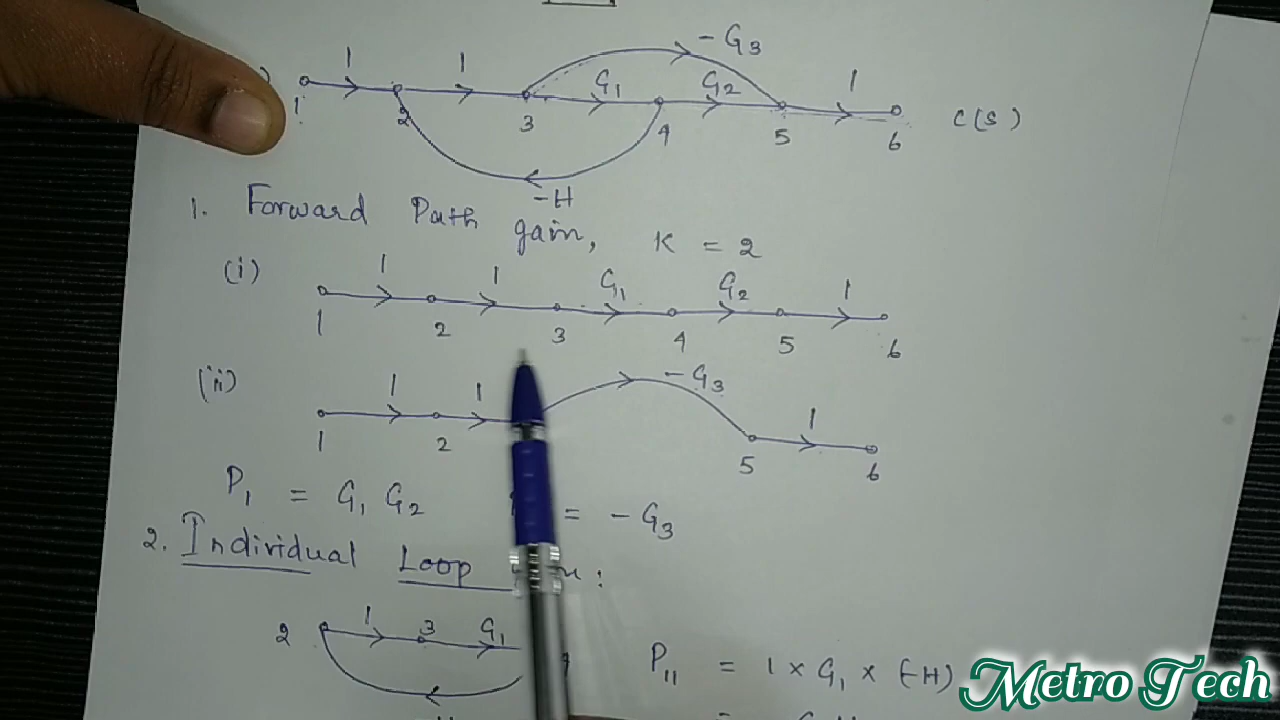 1 1 -G3
G1 G2 1
1 2 3 4 5 6 C(s)
-H
1. Forward Path gain, K = 2
(i) 1 1 G1 G2 1
1 2 3 4 5 6
(ii) 1 1 -G3 1
1 2 5 6
P1 = G1 G2 = -G3
2. Individual Loop :
2 1 3 G1
P11 = 1 × G1 × (-H)
Metro Tech